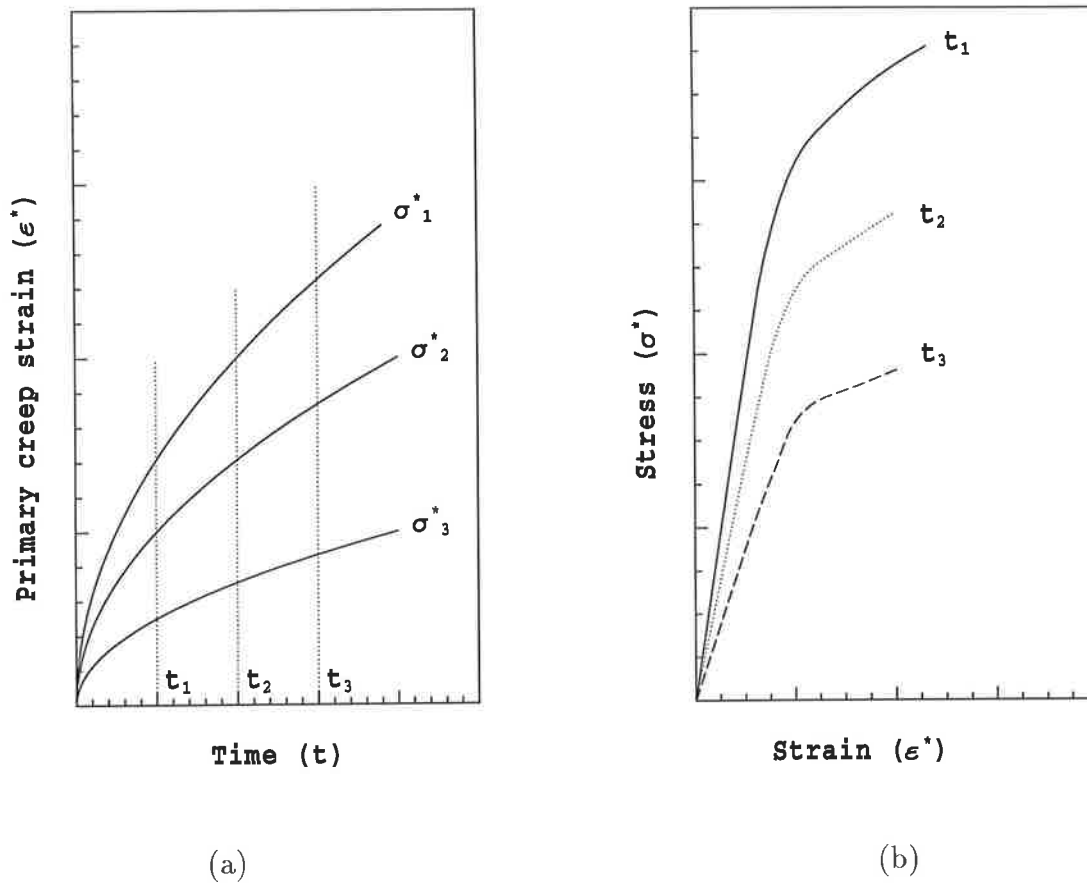 Primary creep strain (ε*)
σ*₁
σ*₂
σ*₃
t₁
t₂
t₃
Time (t)
(a)
Stress (σ*)
t₁
t₂
t₃
Strain (ε*)
(b)